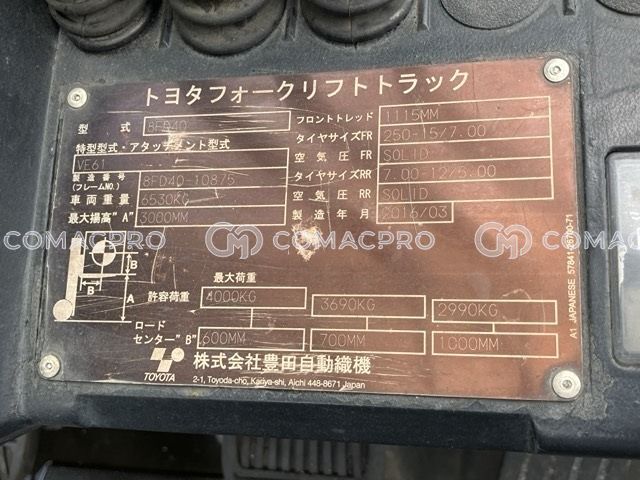 トヨタフォークリフトトラック
型式 8FD40
特型型式・アタッチメント型式
VE61
製造番号 (フレームNO.) 8FD40-10875
車両重量 6530KG
最大揚高"A" 3000MM
フロントトレッド 1115MM
タイヤサイズFR 250-15/7.00
空気圧FR SOLID
タイヤサイズRR 7.00-12/5.00
空気圧RR SOLID
製造年月 2016/03
COMACPRO CM COMACPRO CM COMACPRO
B
B A
最大荷重
許容荷重 4000KG 3690KG 2990KG
ロード
センター"B" 600MM 700MM 1000MM
TOYOTA
株式会社豊田自動織機
2-1, Toyoda-cho, Kariya-shi, Aichi 448-8671 Japan
A1 JAPANESE 57841-26700-71